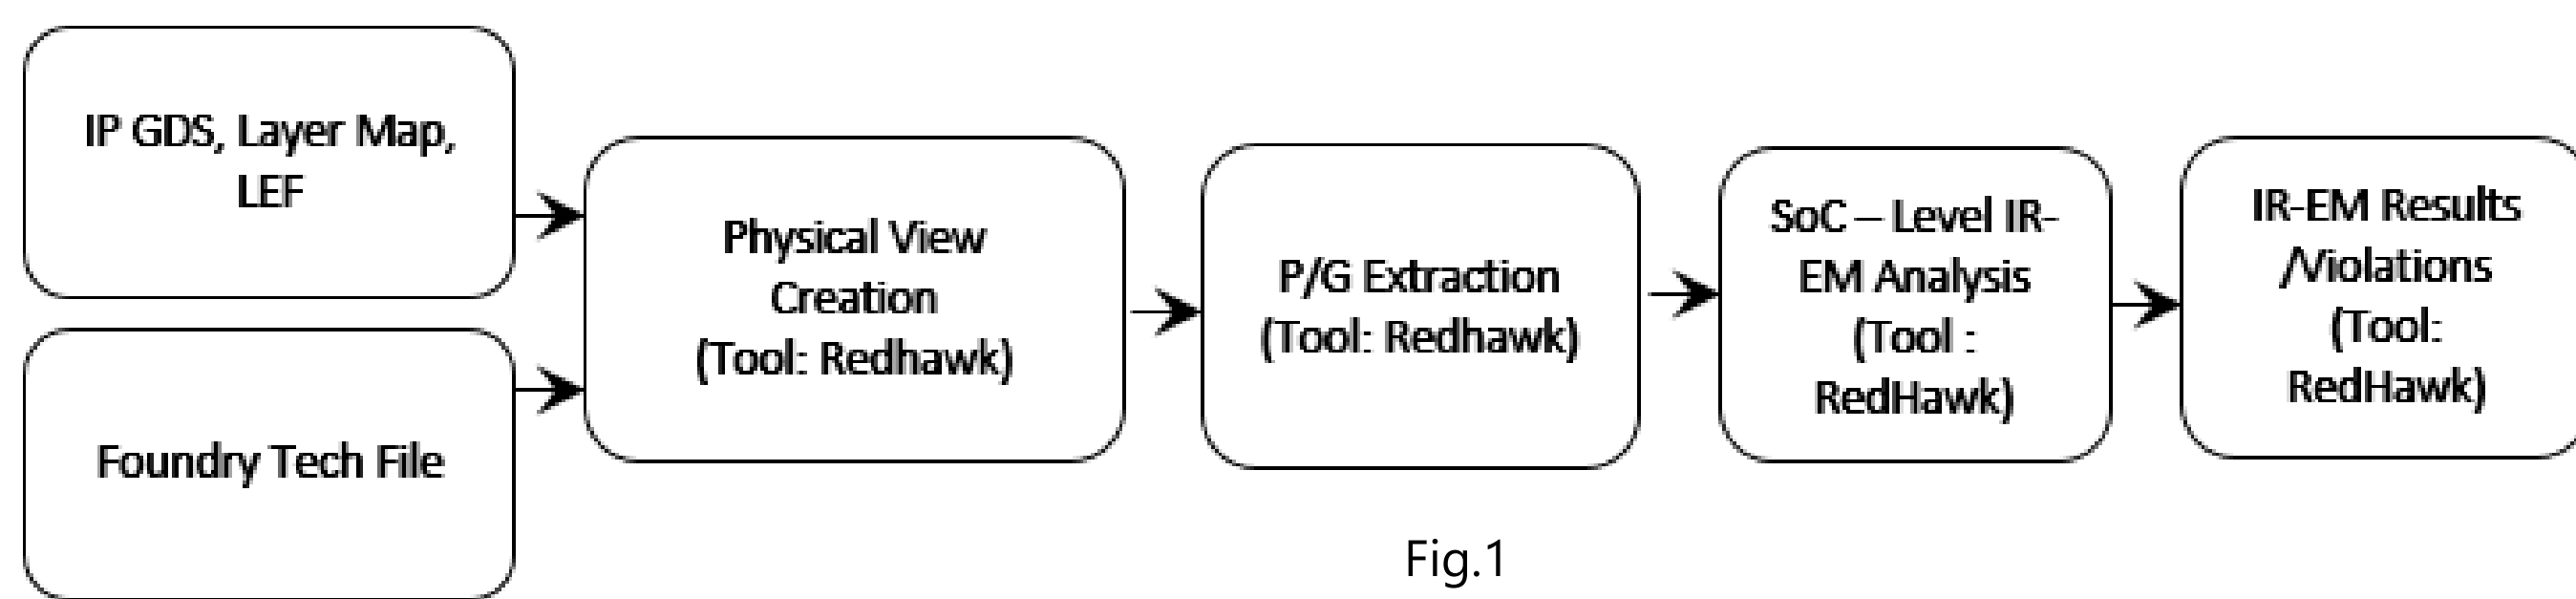 IP GDS, Layer Map,
LEF
Foundry Tech File
Physical View
Creation
(Tool: Redhawk)
P/G Extraction
(Tool: Redhawk)
SoC – Level IR-
EM Analysis
(Tool :
RedHawk)
IR-EM Results
/Violations
(Tool:
RedHawk)
Fig.1